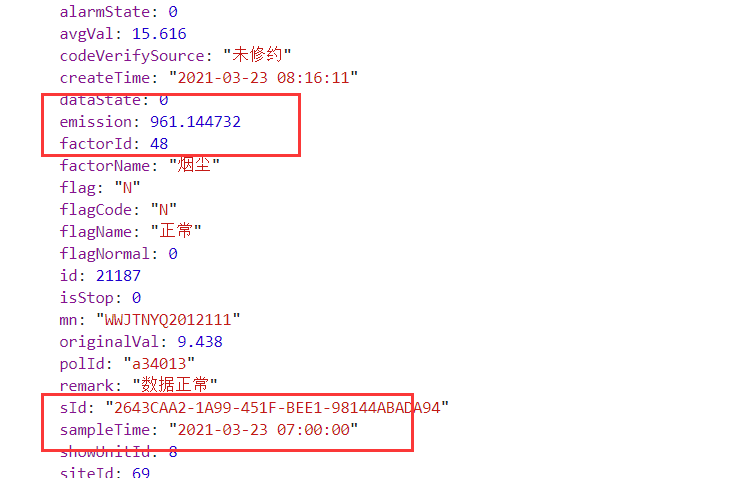 alarmState: 0
avgVal: 15.616
codeVerifySource: "未修约"
createTime: "2021-03-23 08:16:11"
dataState: 0
emission: 961.144732
factorId: 48
factorName: "烟尘"
flag: "N"
flagCode: "N"
flagName: "正常"
flagNormal: 0
id: 21187
isStop: 0
mn: "WWJTNYQ2012111"
originalVal: 9.438
polId: "a34013"
remark: "数据正常"
sId: "2643CAA2-1A99-451F-BEE1-98144ABADA94"
sampleTime: "2021-03-23 07:00:00"
showUnitId: 8
siteId: 69